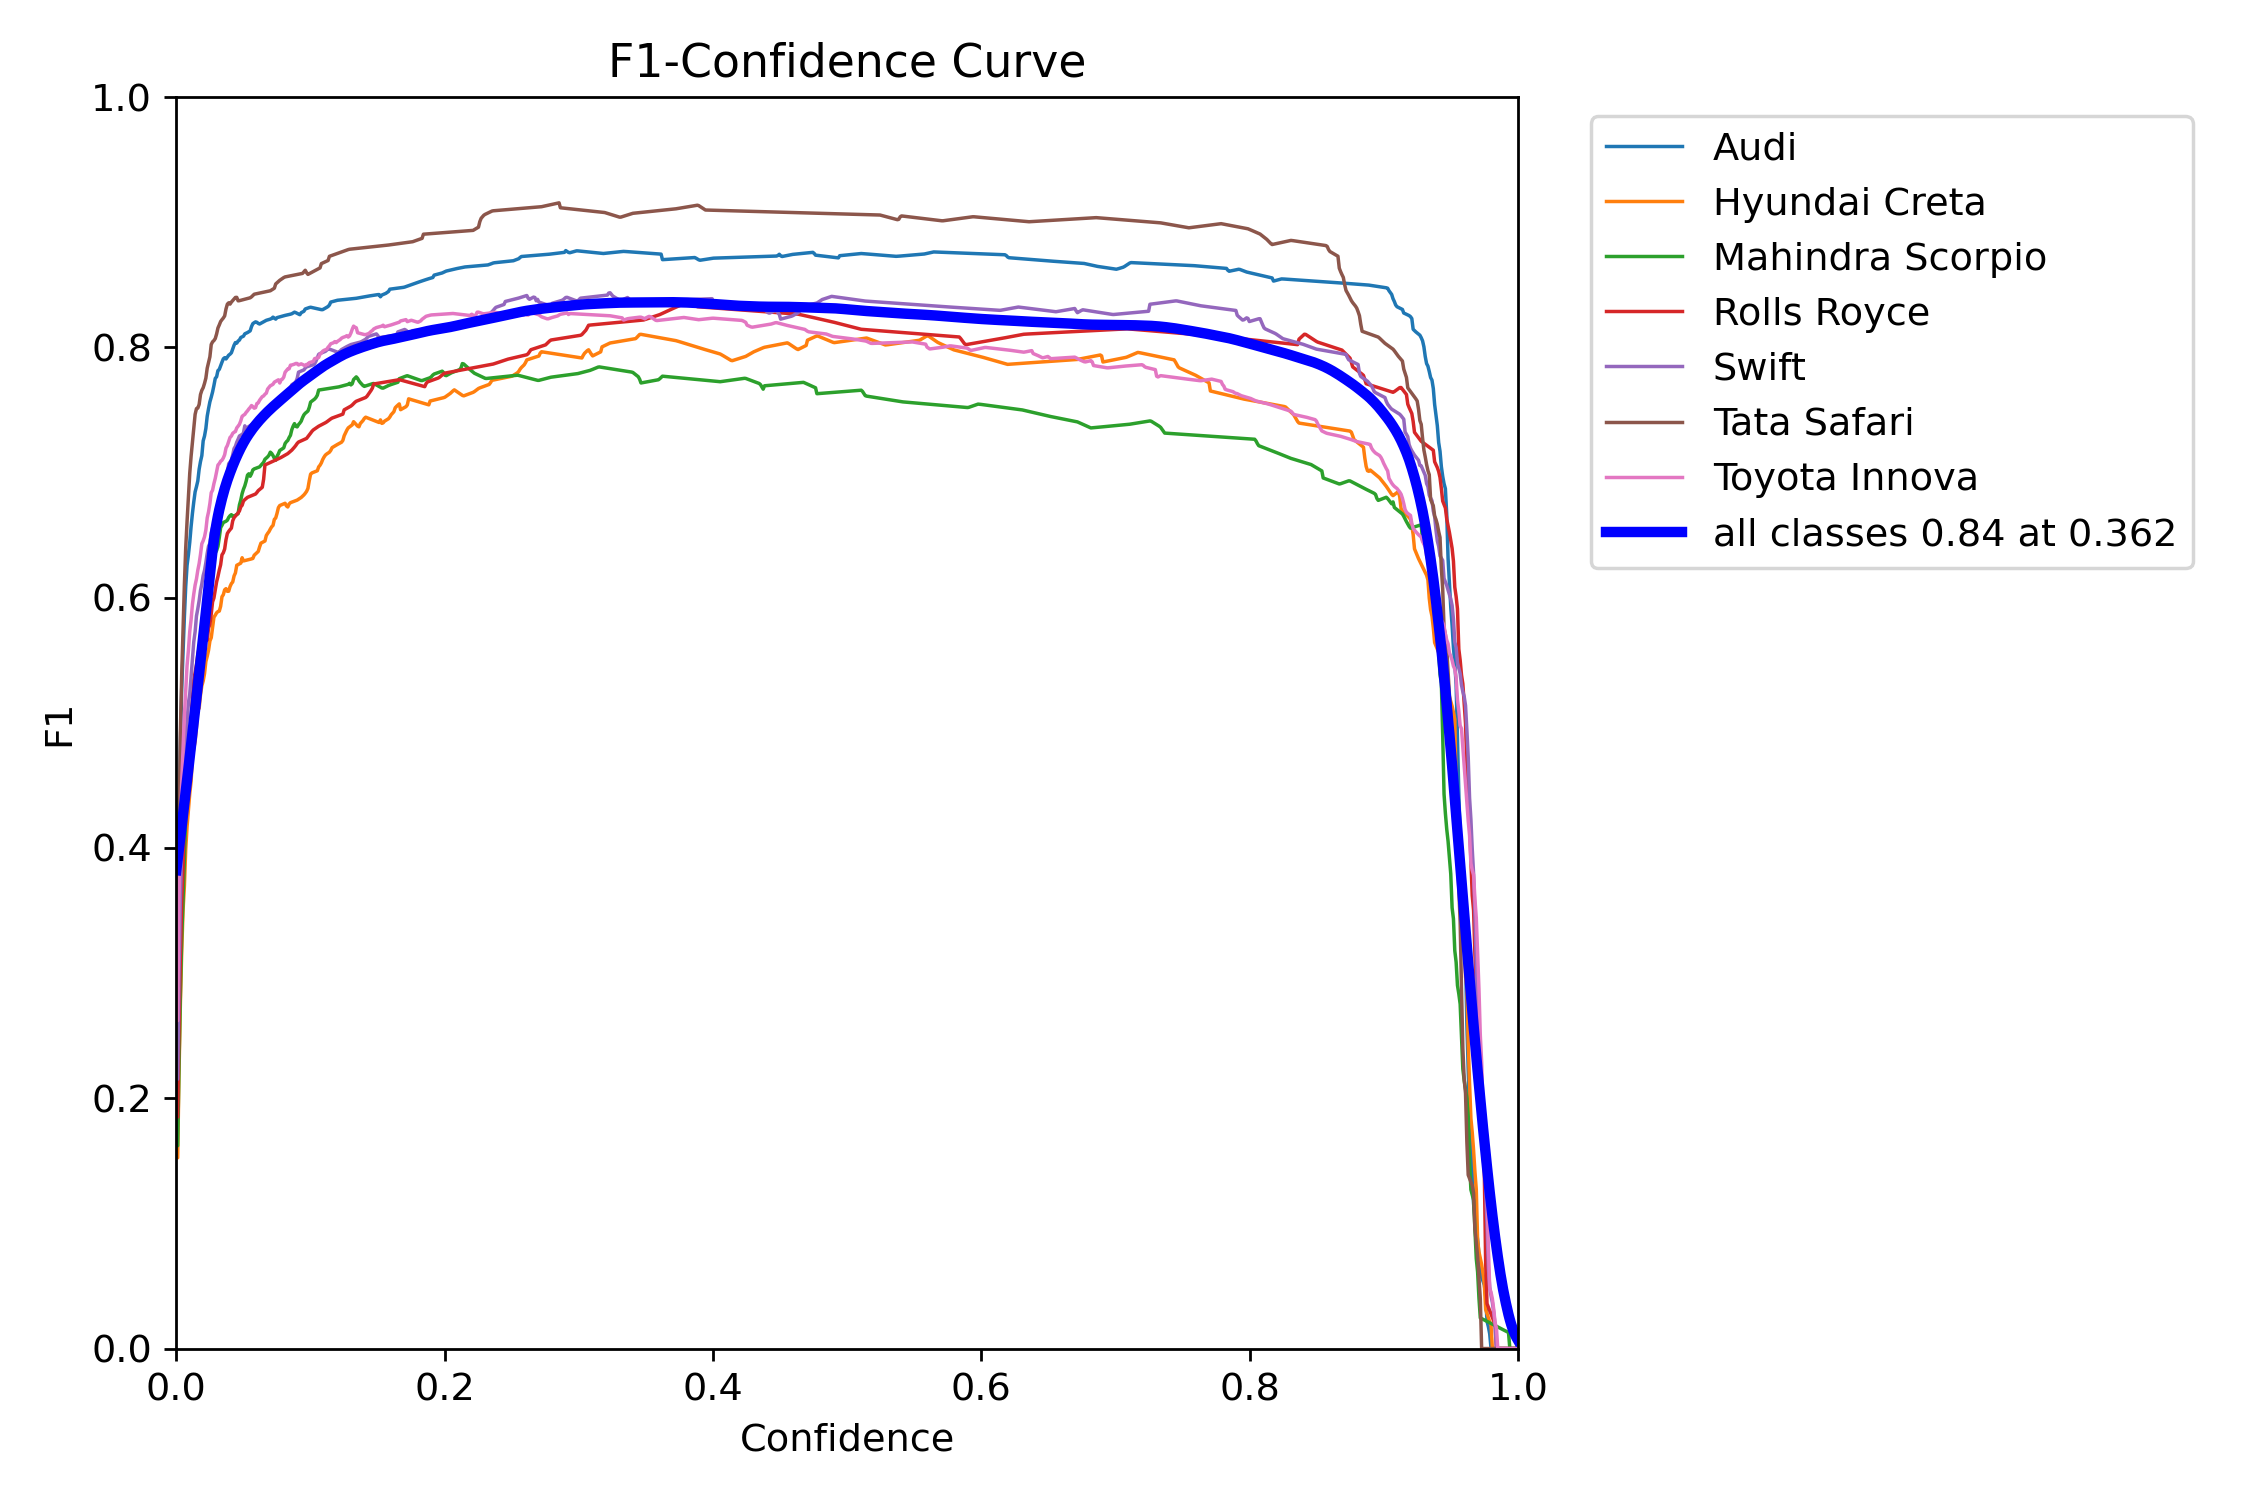 F1-Confidence Curve
1.0
0.8
0.6
0.4
0.2
0.0
F1
0.0 0.2 0.4 0.6 0.8 1.0
Confidence
Audi
Hyundai Creta
Mahindra Scorpio
Rolls Royce
Swift
Tata Safari
Toyota Innova
all classes 0.84 at 0.362